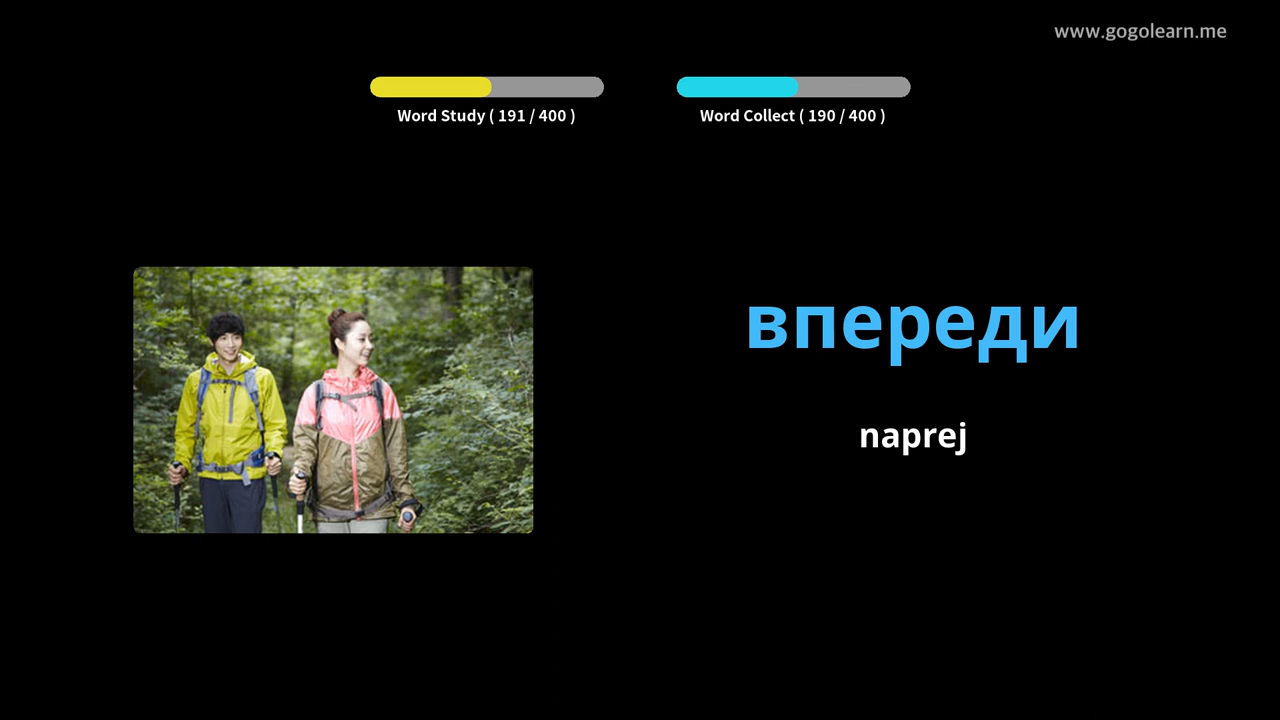 www.gogolearn.me
Word Study ( 191 / 400 )
Word Collect ( 190 / 400 )
впереди
naprej